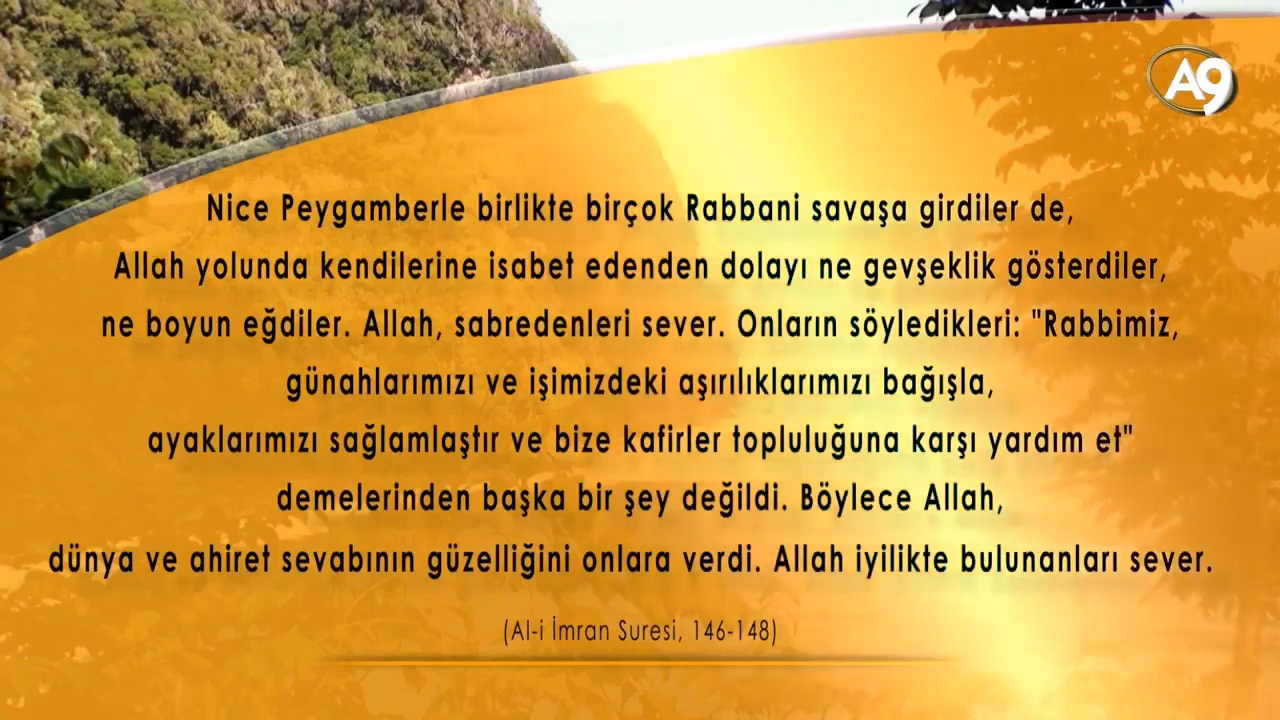 A9
Nice Peygamberle birlikte birçok Rabbani savaşa girdiler de,
Allah yolunda kendilerine isabet edenden dolayı ne gevşeklik gösterdiler,
ne boyun eğdiler. Allah, sabredenleri sever. Onların söyledikleri: "Rabbimiz,
günahlarımızı ve işimizdeki aşırılıklarımızı bağışla,
ayaklarımızı sağlamlaştır ve bize kafirler topluluğuna karşı yardım et"
demelerinden başka bir şey değildi. Böylece Allah,
dünya ve ahiret sevabının güzelliğini onlara verdi. Allah iyilikte bulunanları sever.
(Al-i İmran Suresi, 146-148)